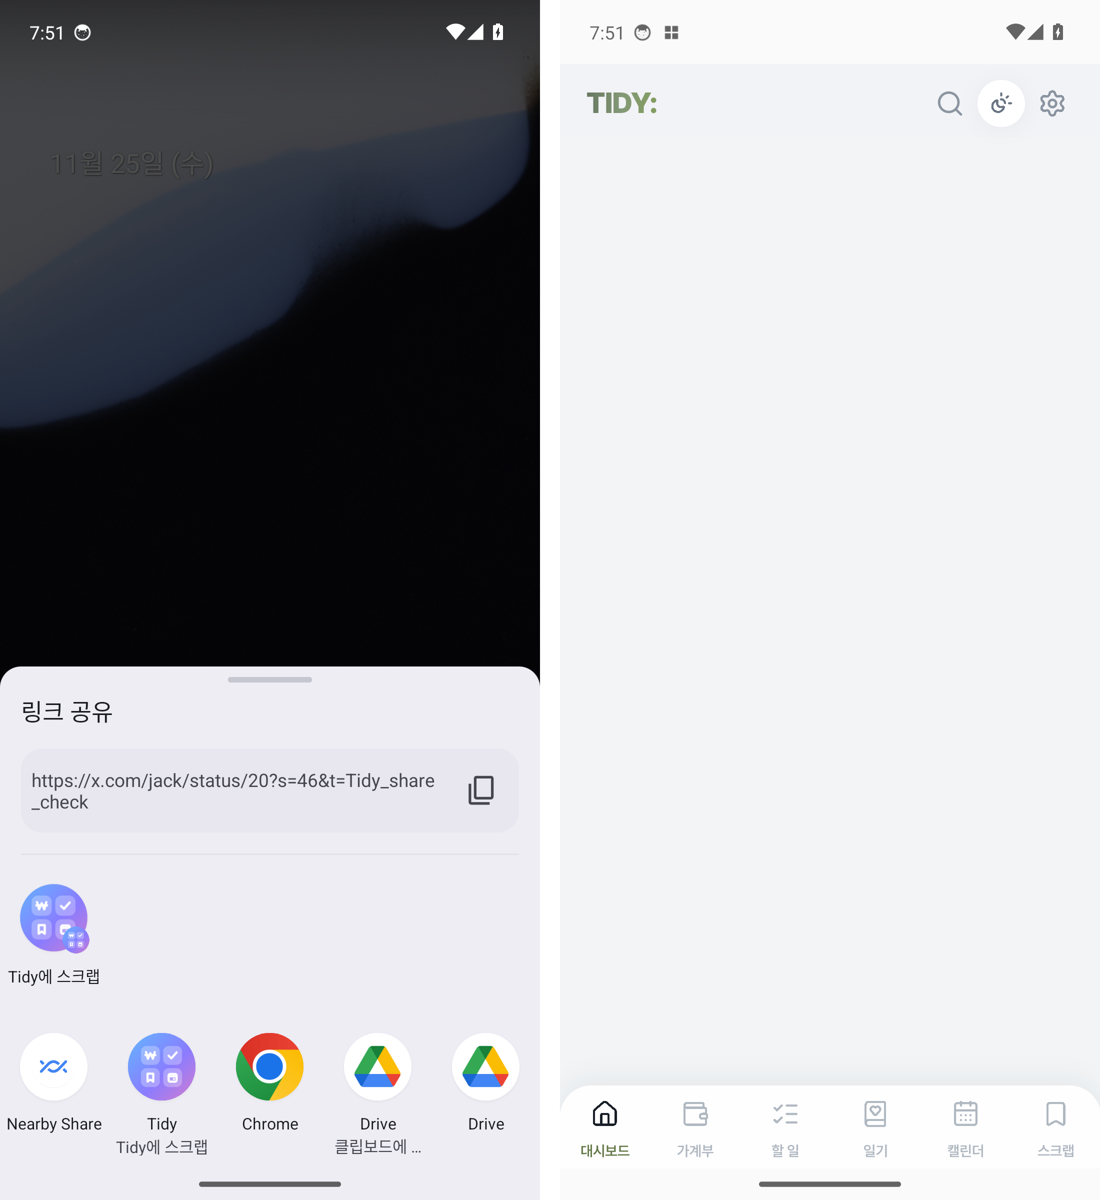 7:51
11월 25일 (수)
링크 공유
https://x.com/jack/status/20?s=46&t=Tidy_share
_check
Tidy에 스크랩
Nearby Share
Tidy
Tidy에 스크랩
Chrome
Drive
클립보드에 ...
Drive
7:51
TIDY:
대시보드
가계부
할 일
일기
캘린더
스크랩